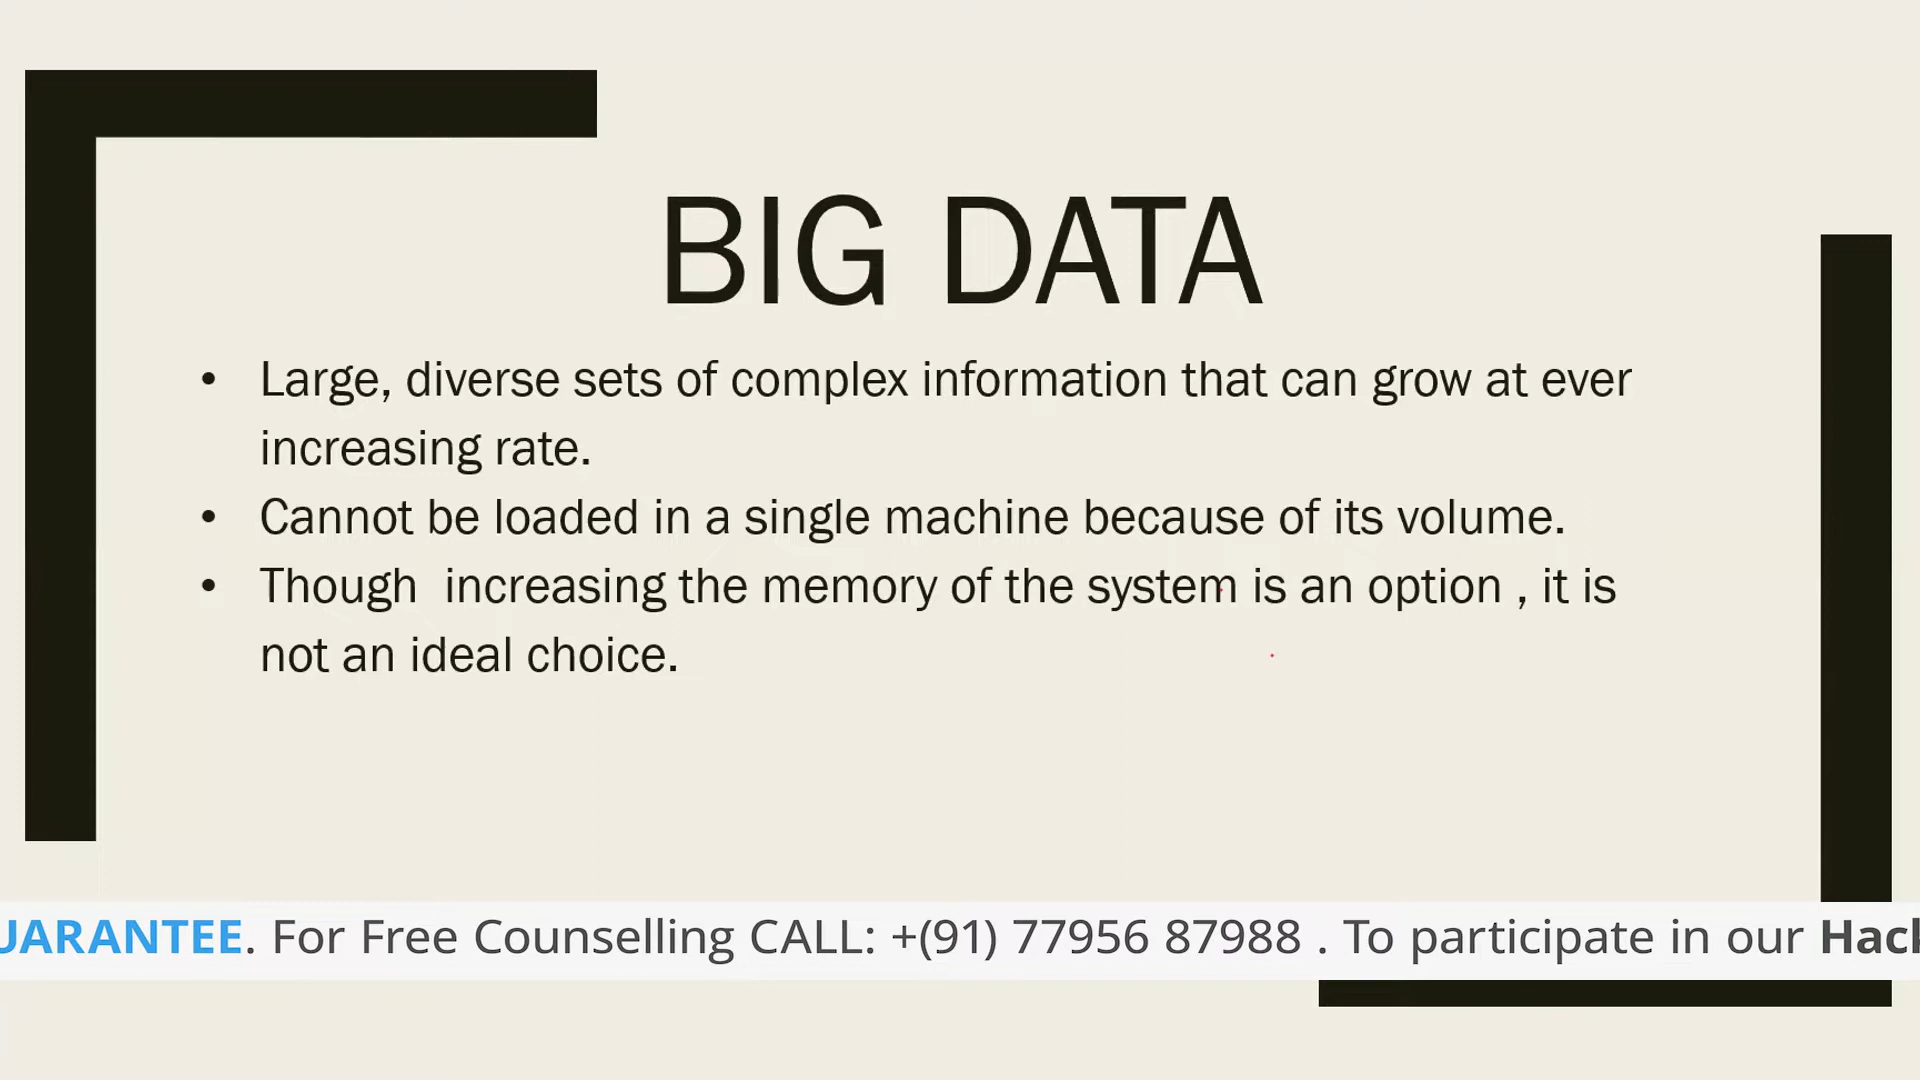 BIG DATA
• Large, diverse sets of complex information that can grow at ever
increasing rate.
• Cannot be loaded in a single machine because of its volume.
• Though  increasing the memory of the system is an option , it is
not an ideal choice.
UARANTEE. For Free Counselling CALL: +(91) 77956 87988 . To participate in our Hack